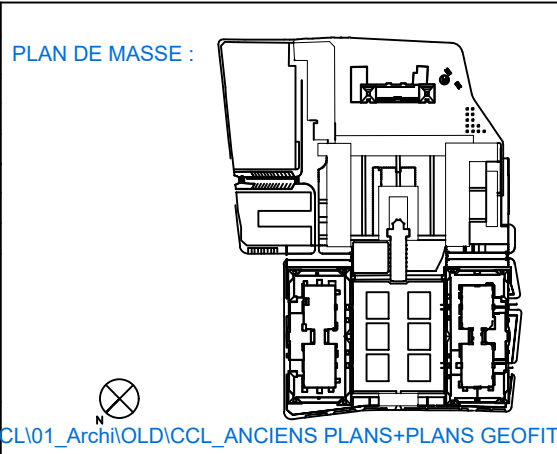 PLAN DE MASSE :
N
CL\01_Archi\OLD\CCL_ANCIENS PLANS+PLANS GEOFIT